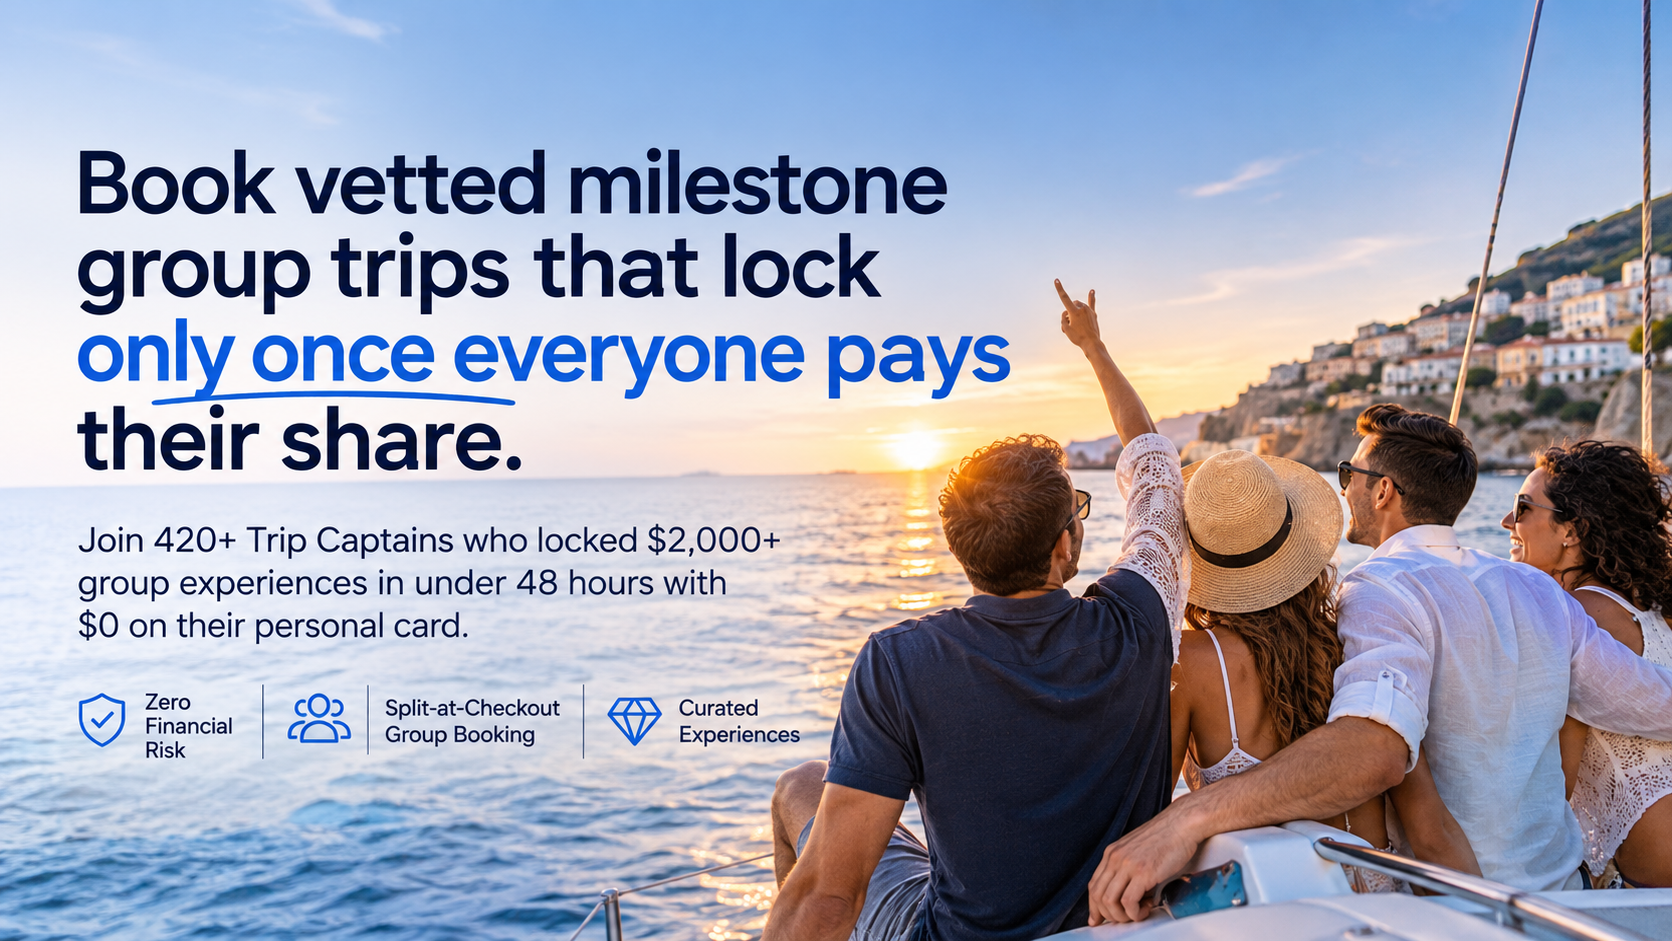 Book vetted milestone
group trips that lock
only once everyone pays
their share.
Join 420+ Trip Captains who locked $2,000+
group experiences in under 48 hours with
$0 on their personal card.
Zero
Financial
Risk
Split-at-Checkout
Group Booking
Curated
Experiences